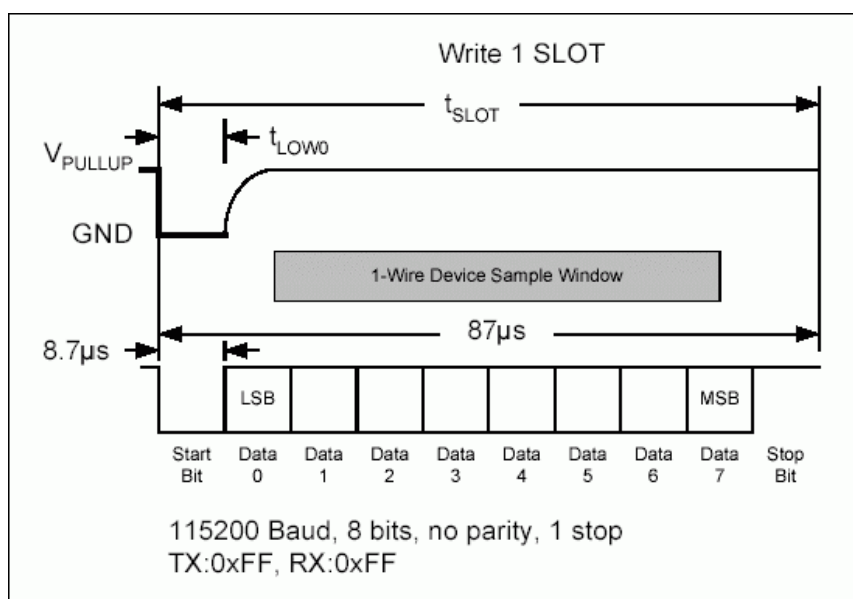 Write 1 SLOT
tSLOT
tLOW0
VPULLUP
GND
1-Wire Device Sample Window
87µs
8.7µs
LSB MSB
Start Data Data Data Data Data Data Data Data Stop
Bit 0 1 2 3 4 5 6 7 Bit
115200 Baud, 8 bits, no parity, 1 stop
TX:0xFF, RX:0xFF